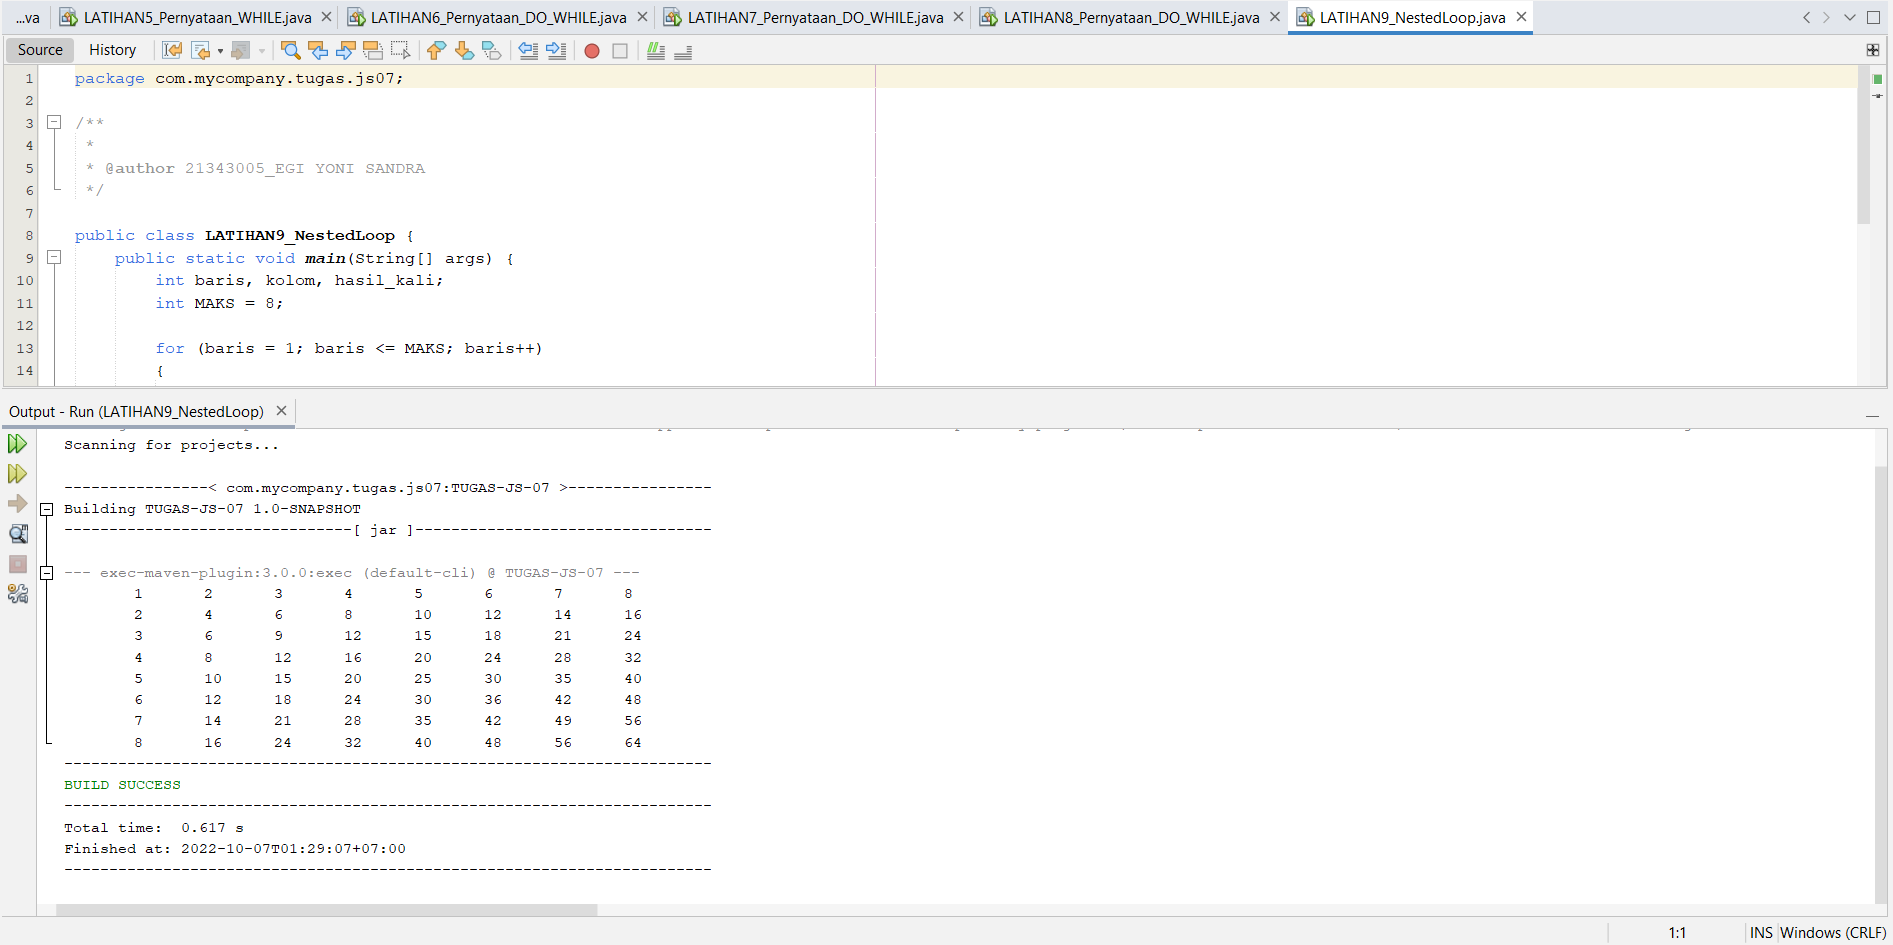 ...va LATIHAN5_Pernyataan_WHILE.java LATIHAN6_Pernyataan_DO_WHILE.java LATIHAN7_Pernyataan_DO_WHILE.java LATIHAN8_Pernyataan_DO_WHILE.java LATIHAN9_NestedLoop.java
Source History
1 package com.mycompany.tugas.js07;
2
3 /**
4 *
5 * @author 21343005_EGI YONI SANDRA
6 */
7
8 public class LATIHAN9_NestedLoop {
9 public static void main(String[] args) {
10 int baris, kolom, hasil_kali;
11 int MAKS = 8;
12
13 for (baris = 1; baris <= MAKS; baris++)
14 {
Output - Run (LATIHAN9_NestedLoop)
Scanning for projects...
----------------< com.mycompany.tugas.js07:TUGAS-JS-07 >----------------
Building TUGAS-JS-07 1.0-SNAPSHOT
--------------------------------[ jar ]---------------------------------
--- exec-maven-plugin:3.0.0:exec (default-cli) @ TUGAS-JS-07 ---
1 2 3 4 5 6 7 8
2 4 6 8 10 12 14 16
3 6 9 12 15 18 21 24
4 8 12 16 20 24 28 32
5 10 15 20 25 30 35 40
6 12 18 24 30 36 42 48
7 14 21 28 35 42 49 56
8 16 24 32 40 48 56 64
------------------------------------------------------------------------
BUILD SUCCESS
------------------------------------------------------------------------
Total time: 0.617 s
Finished at: 2022-10-07T01:29:07+07:00
------------------------------------------------------------------------
1:1 INS Windows (CRLF)